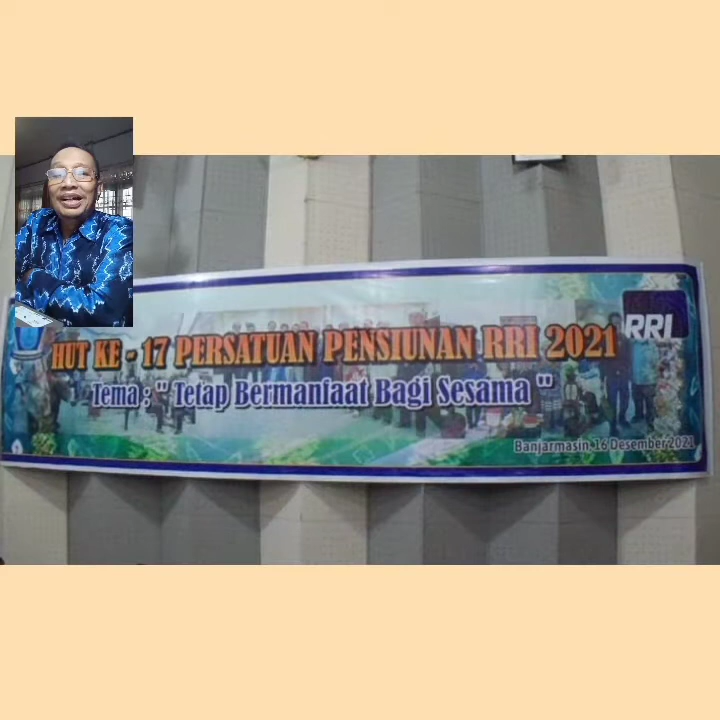 HUT KE - 17 PERSATUAN PENSIUNAN RRI 2021
RRI
Tema : " Tetap Bermanfaat Bagi Sesama "
Banjarmasin, 16 Desember 2021